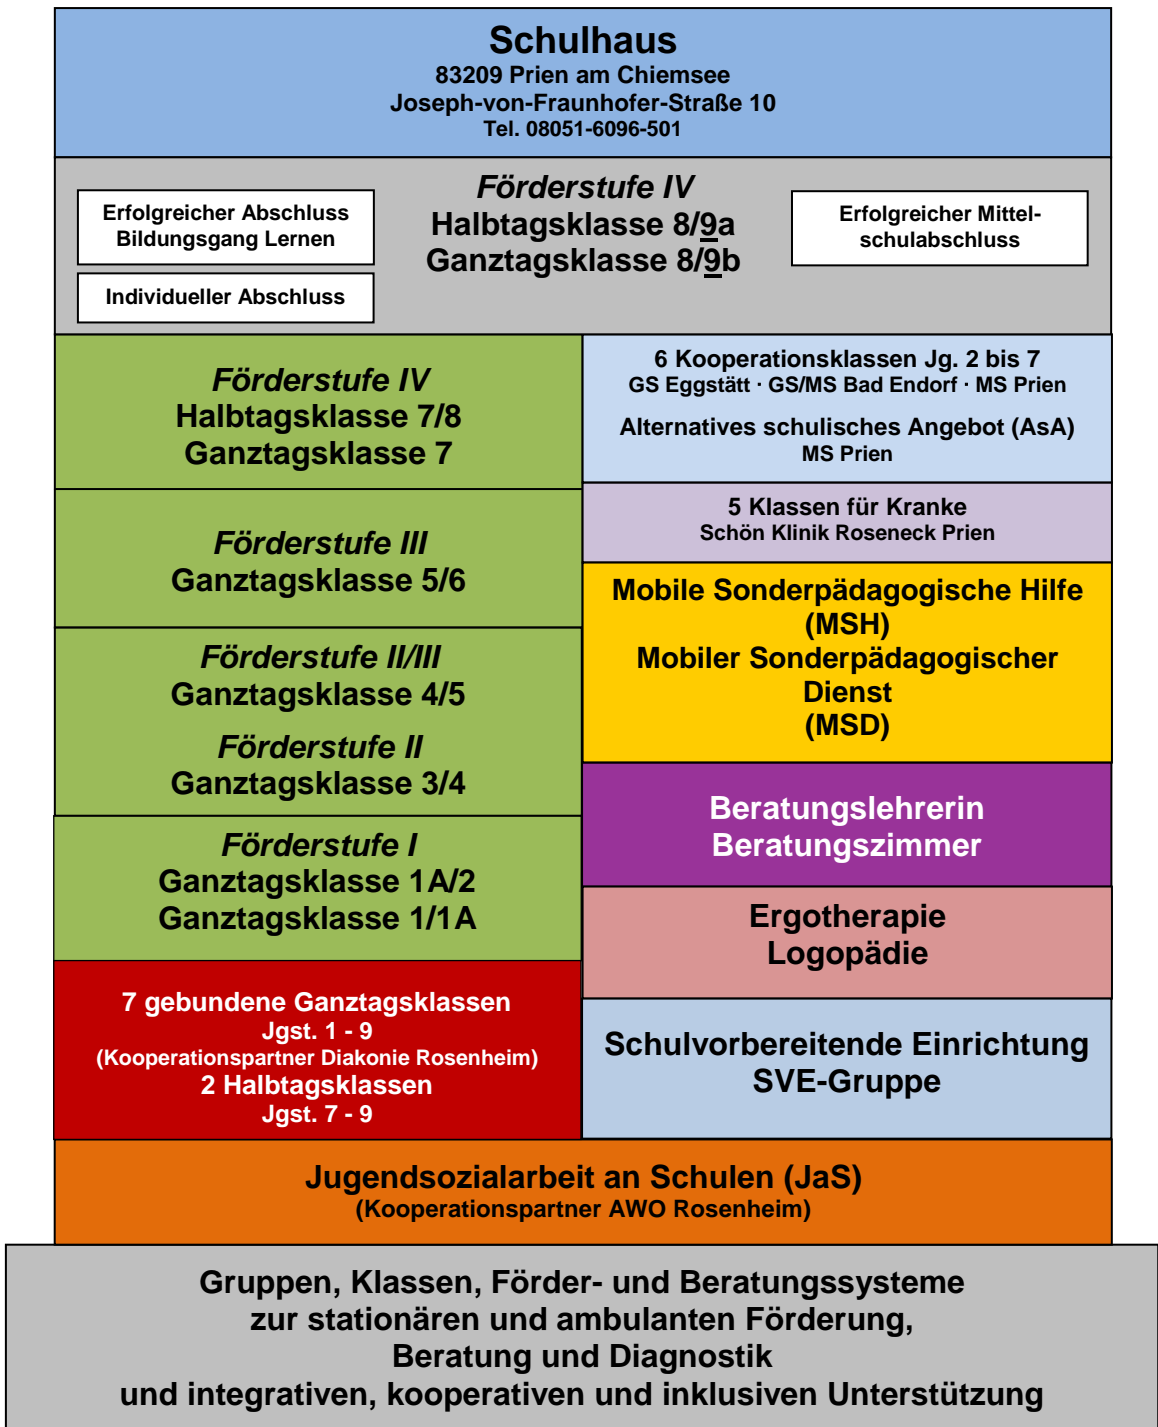 Schulhaus
83209 Prien am Chiemsee
Joseph-von-Fraunhofer-Straße 10
Tel. 08051-6096-501
Förderstufe IV
Halbtagsklasse 8/9a
Ganztagsklasse 8/9b
Erfolgreicher Abschluss
Bildungsgang Lernen
Individueller Abschluss
Erfolgreicher Mittel-
schulabschluss
Förderstufe IV
Halbtagsklasse 7/8
Ganztagsklasse 7
Förderstufe III
Ganztagsklasse 5/6
Förderstufe II/III
Ganztagsklasse 4/5
Förderstufe II
Ganztagsklasse 3/4
Förderstufe I
Ganztagsklasse 1A/2
Ganztagsklasse 1/1A
7 gebundene Ganztagsklassen
Jgst. 1 - 9
(Kooperationspartner Diakonie Rosenheim)
2 Halbtagsklassen
Jgst. 7 - 9
6 Kooperationsklassen Jg. 2 bis 7
GS Eggstätt · GS/MS Bad Endorf · MS Prien
Alternatives schulisches Angebot (AsA)
MS Prien
5 Klassen für Kranke
Schön Klinik Roseneck Prien
Mobile Sonderpädagogische Hilfe
(MSH)
Mobiler Sonderpädagogischer
Dienst
(MSD)
Beratungslehrerin
Beratungszimmer
Ergotherapie
Logopädie
Schulvorbereitende Einrichtung
SVE-Gruppe
Jugendsozialarbeit an Schulen (JaS)
(Kooperationspartner AWO Rosenheim)
Gruppen, Klassen, Förder- und Beratungssysteme
zur stationären und ambulanten Förderung,
Beratung und Diagnostik
und integrativen, kooperativen und inklusiven Unterstützung